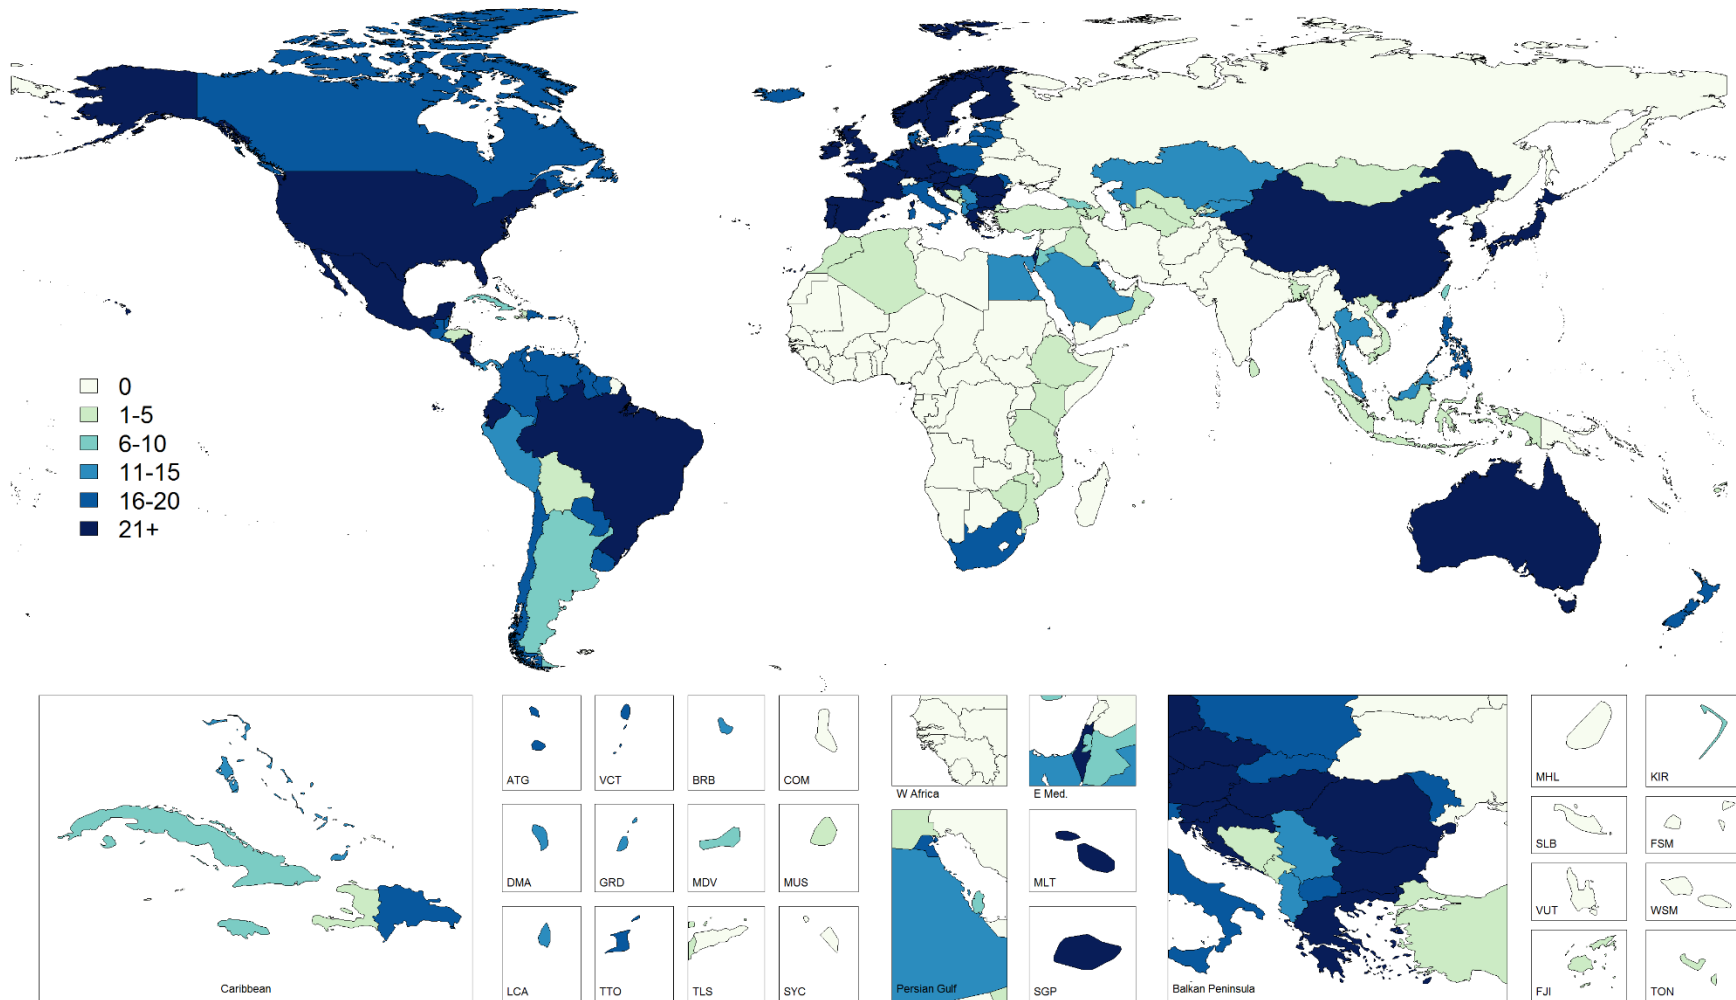 0
1-5
6-10
11-15
16-20
21+
Caribbean
ATG
VCT
BRB
COM
DMA
GRD
MDV
MUS
LCA
TTO
TLS
SYC
W Africa
E Med.
Persian Gulf
MLT
SGP
Balkan Peninsula
MHL
KIR
SLB
FSM
VUT
WSM
FJI
TON